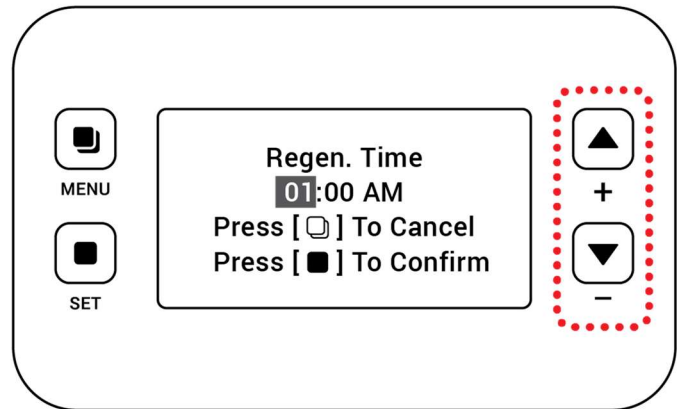 MENU
SET
Regen. Time
01:00 AM
Press [ ] To Cancel
Press [ ] To Confirm
+
−